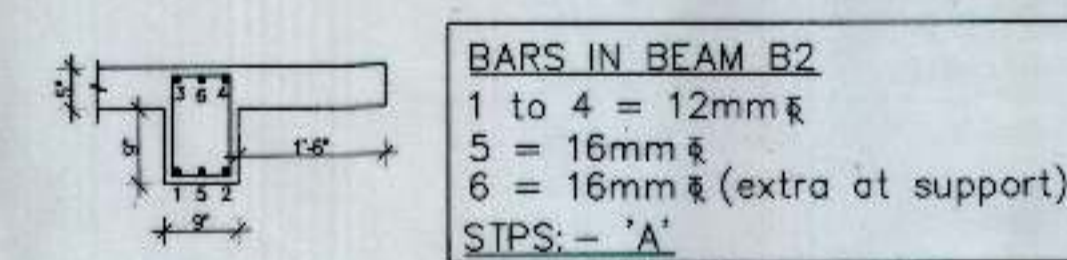 5"
3 6 4
9"
1'-6"
1 5 2
9"
BARS IN BEAM B2
1 to 4 = 12mm
5 = 16mm
6 = 16mm (extra at support)
STPS:- 'A'